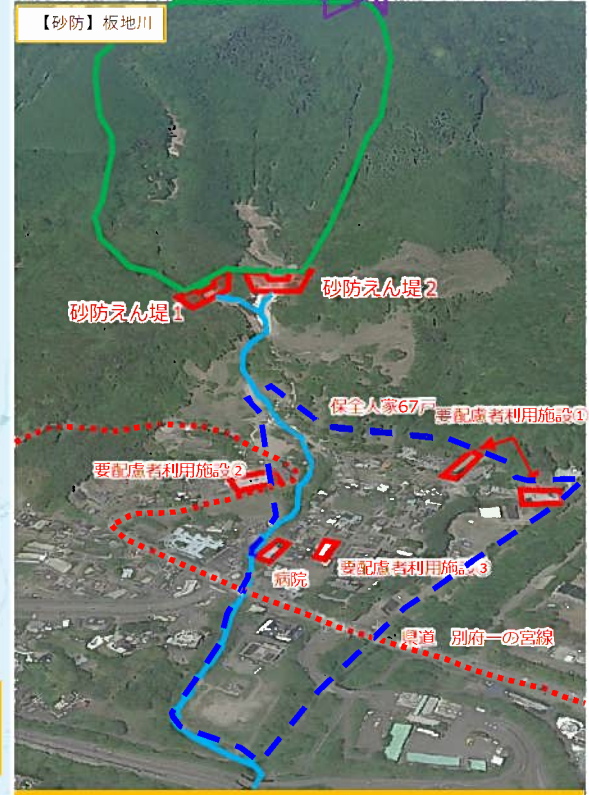 【砂防】板地川
砂防えん堤１
砂防えん堤２
保全人家67戸
要配慮者利用施設①
要配慮者利用施設②
病院
要配慮者利用施設３
県道　別府一の宮線